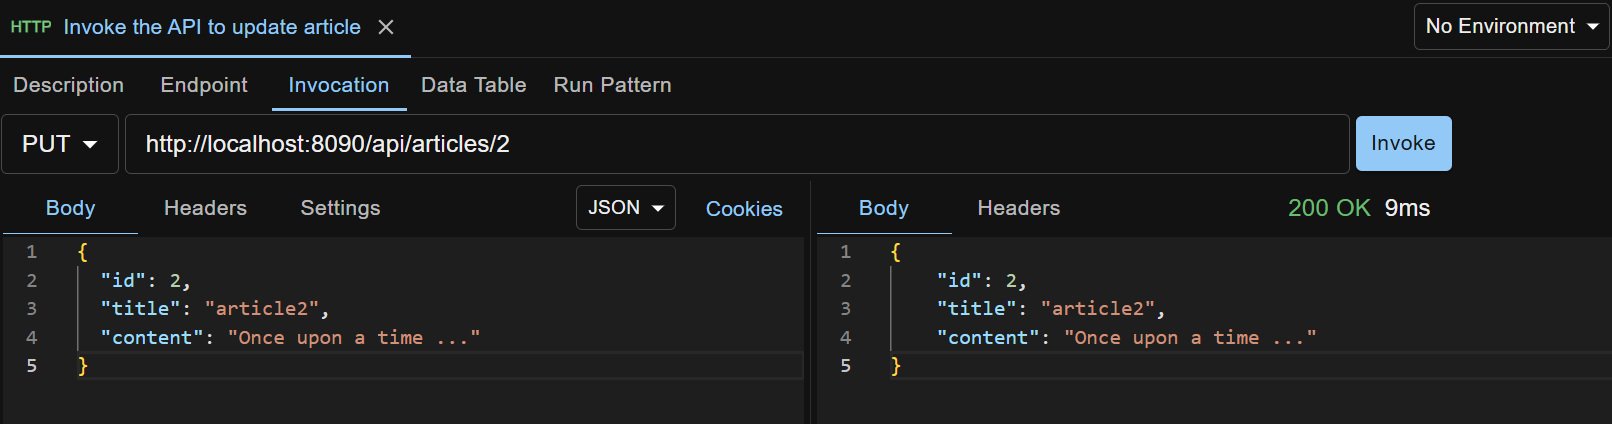 HTTP Invoke the API to update article No Environment
Description Endpoint Invocation Data Table Run Pattern
PUT http://localhost:8090/api/articles/2 Invoke
Body Headers Settings JSON Cookies
1 {
2 "id": 2,
3 "title": "article2",
4 "content": "Once upon a time ..."
5 }
Body Headers 200 OK 9ms
1 {
2 "id": 2,
3 "title": "article2",
4 "content": "Once upon a time ..."
5 }